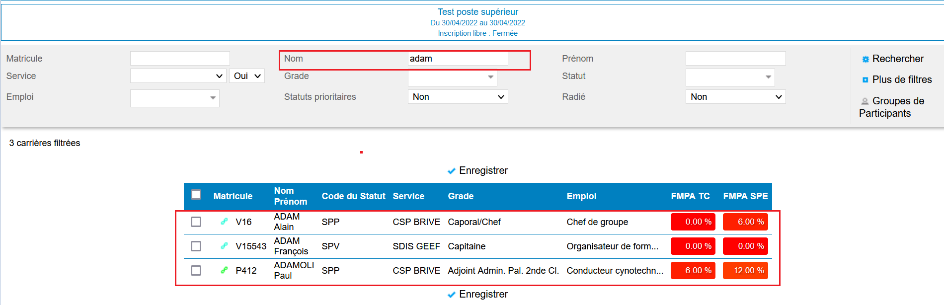 Test poste supérieur
Du 30/04/2022 au 30/04/2022
Inscription libre : Fermée
Matricule Nom adam Prénom Rechercher
Service Oui Grade Statut Plus de filtres
Emploi Statuts prioritaires Non Radié Non Groupes de Participants
3 carrières filtrées
Enregistrer
Matricule Nom Prénom Code du Statut Service Grade Emploi FMPA TC FMPA SPE
V16 ADAM Alain SPP CSP BRIVE Caporal/Chef Chef de groupe 0.00 % 6.00 %
V15543 ADAM François SPV SDIS GEEF Capitaine Organisateur de form... 0.00 % 0.00 %
P412 ADAMOLI Paul SPP CSP BRIVE Adjoint Admin. Pal. 2nde Cl. Conducteur cynotechn... 6.00 % 12.00 %
Enregistrer